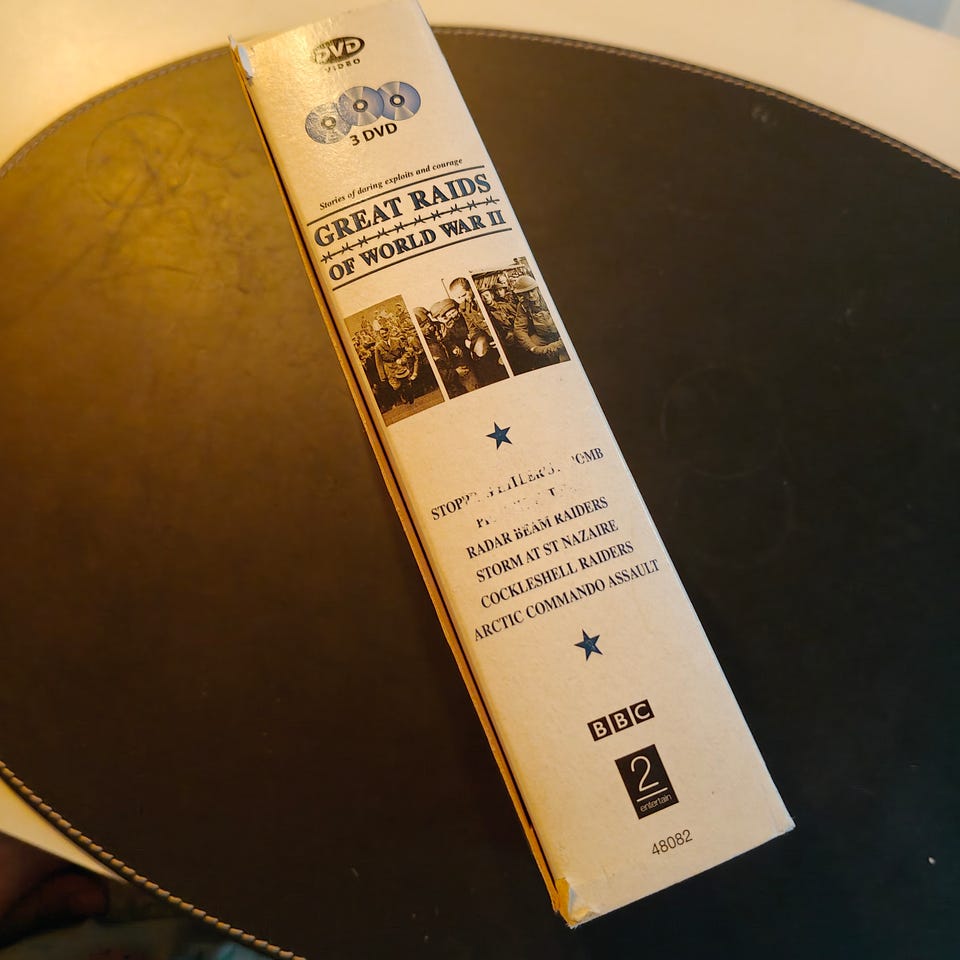 DVD
VIDEO
3 DVD
Stories of daring exploits and courage
GREAT RAIDS
OF WORLD WAR II
RADAR BEAM RAIDERS
STORM AT ST NAZAIRE
COCKLESHELL RAIDERS
ARCTIC COMMANDO ASSAULT
BBC
2
entertain
48082